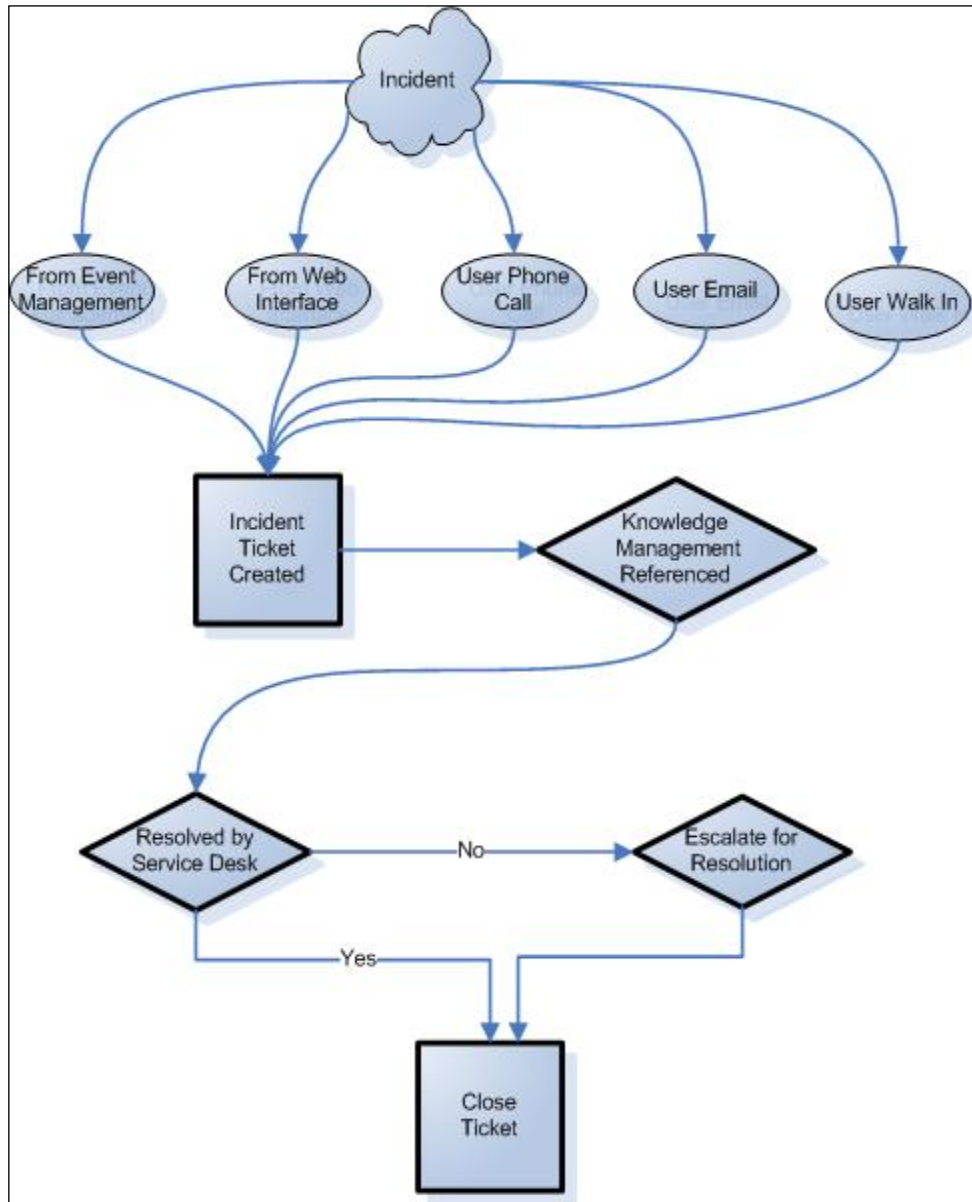 Incident
From Event
Management
From Web
Interface
User Phone
Call
User Email
User Walk In
Incident
Ticket
Created
Knowledge
Management
Referenced
Resolved by
Service Desk
No
Escalate for
Resolution
Yes
Close
Ticket